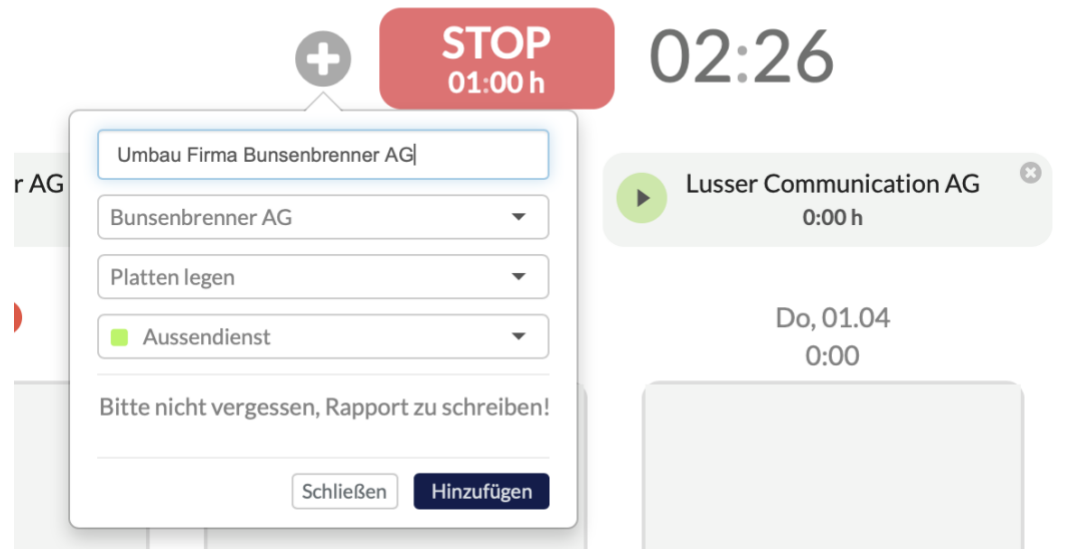 STOP
01:00 h
02:26
Umbau Firma Bunsenbrenner AG
Bunsenbrenner AG
Platten legen
Aussendienst
Bitte nicht vergessen, Rapport zu schreiben!
Schließen
Hinzufügen
r AG
Lusser Communication AG
0:00 h
Do, 01.04
0:00